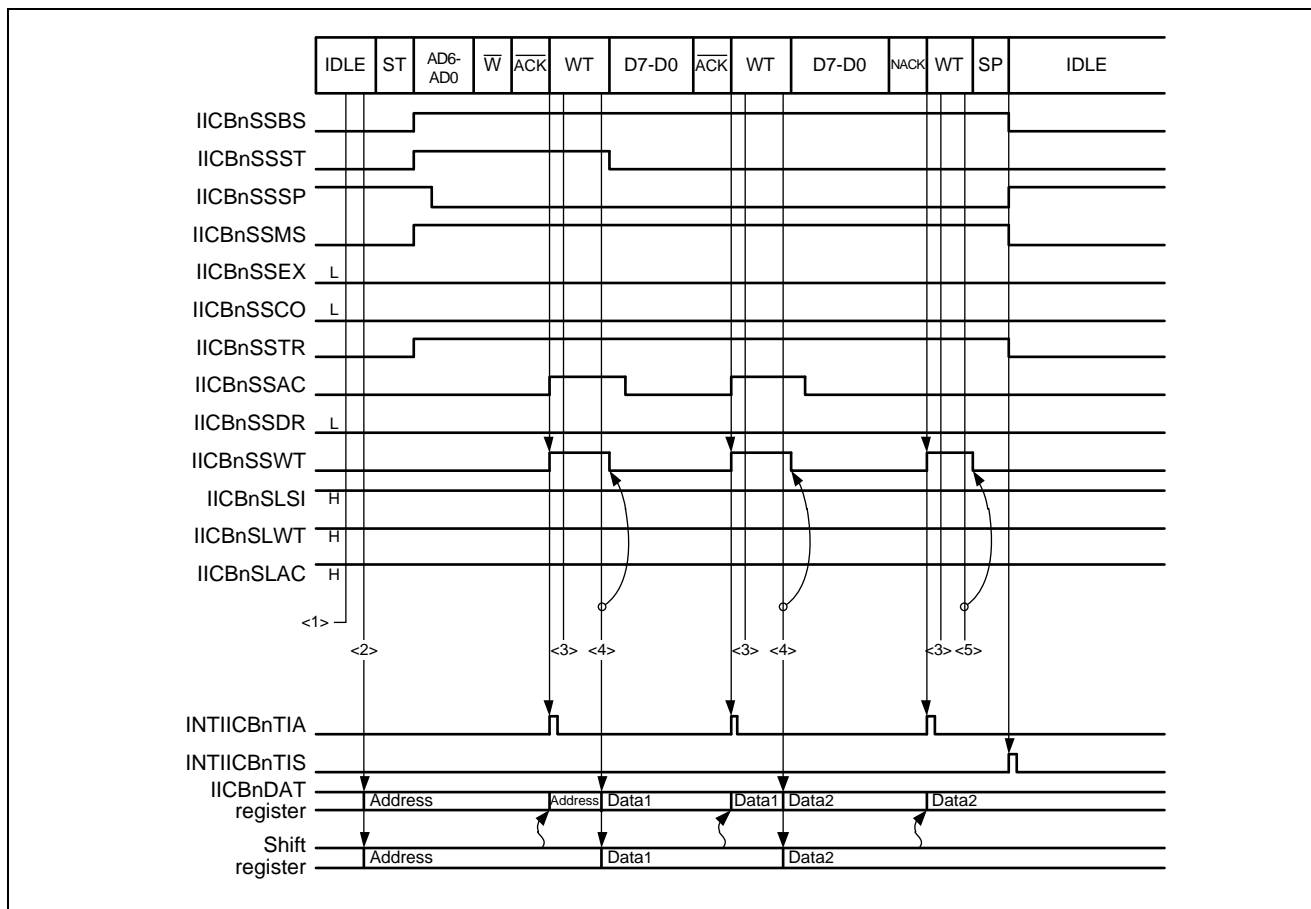 IDLE ST AD6- W ACK WT D7-D0 ACK WT D7-D0 NACK WT SP IDLE
AD0
IICBnSSBS
IICBnSSST
IICBnSSSP
IICBnSSMS
IICBnSSEX L
IICBnSSCO L
IICBnSSTR
IICBnSSAC
IICBnSSDR L
IICBnSSWT
IICBnSLSI H
IICBnSLWT H
IICBnSLAC H
<1>
<2> <3> <4> <3> <4> <3> <5>
INTIICBnTIA
INTIICBnTIS
IICBnDAT
register Address Address Data1 Data1 Data2 Data2
Shift
register Address Data1 Data2